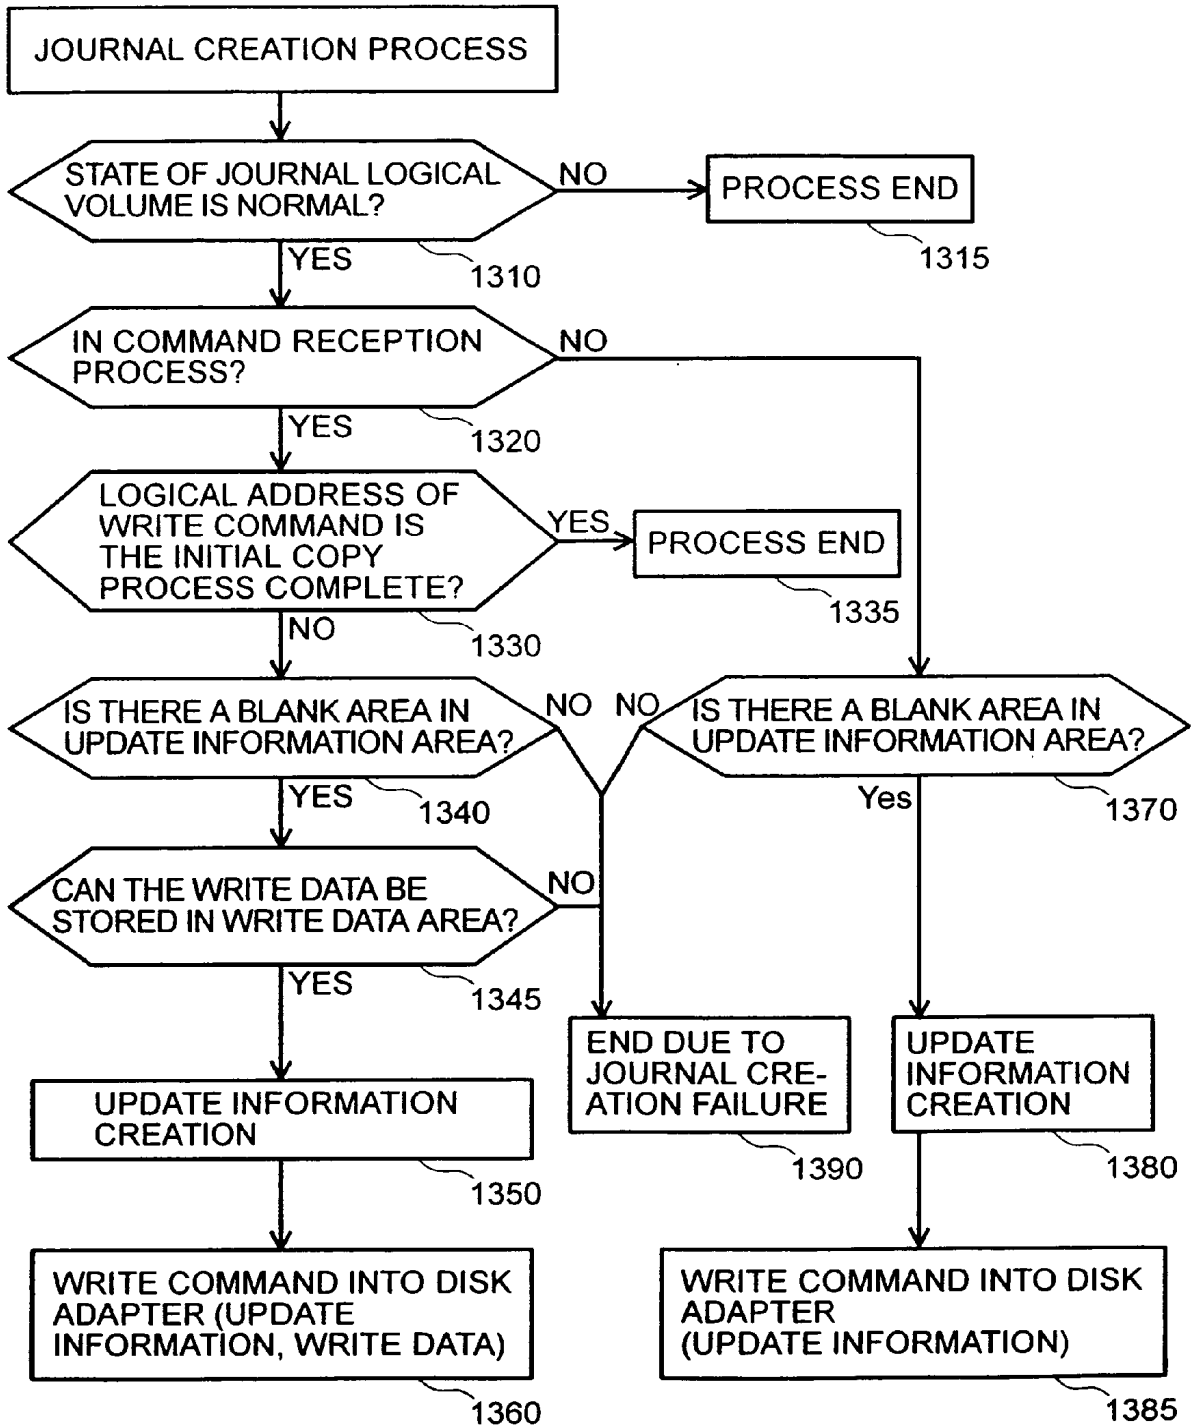 JOURNAL CREATION PROCESS
STATE OF JOURNAL LOGICAL
VOLUME IS NORMAL?
NO
PROCESS END
1315
YES
1310
IN COMMAND RECEPTION
PROCESS?
NO
YES
1320
LOGICAL ADDRESS OF
WRITE COMMAND IS
THE INITIAL COPY
PROCESS COMPLETE?
YES
PROCESS END
1335
NO
1330
IS THERE A BLANK AREA IN
UPDATE INFORMATION AREA?
NO
NO
IS THERE A BLANK AREA IN
UPDATE INFORMATION AREA?
YES
1340
Yes
1370
CAN THE WRITE DATA BE
STORED IN WRITE DATA AREA?
NO
YES
1345
END DUE TO
JOURNAL CRE-
ATION FAILURE
1390
UPDATE
INFORMATION
CREATION
1380
UPDATE INFORMATION
CREATION
1350
WRITE COMMAND INTO DISK
ADAPTER (UPDATE
INFORMATION, WRITE DATA)
1360
WRITE COMMAND INTO DISK
ADAPTER
(UPDATE INFORMATION)
1385